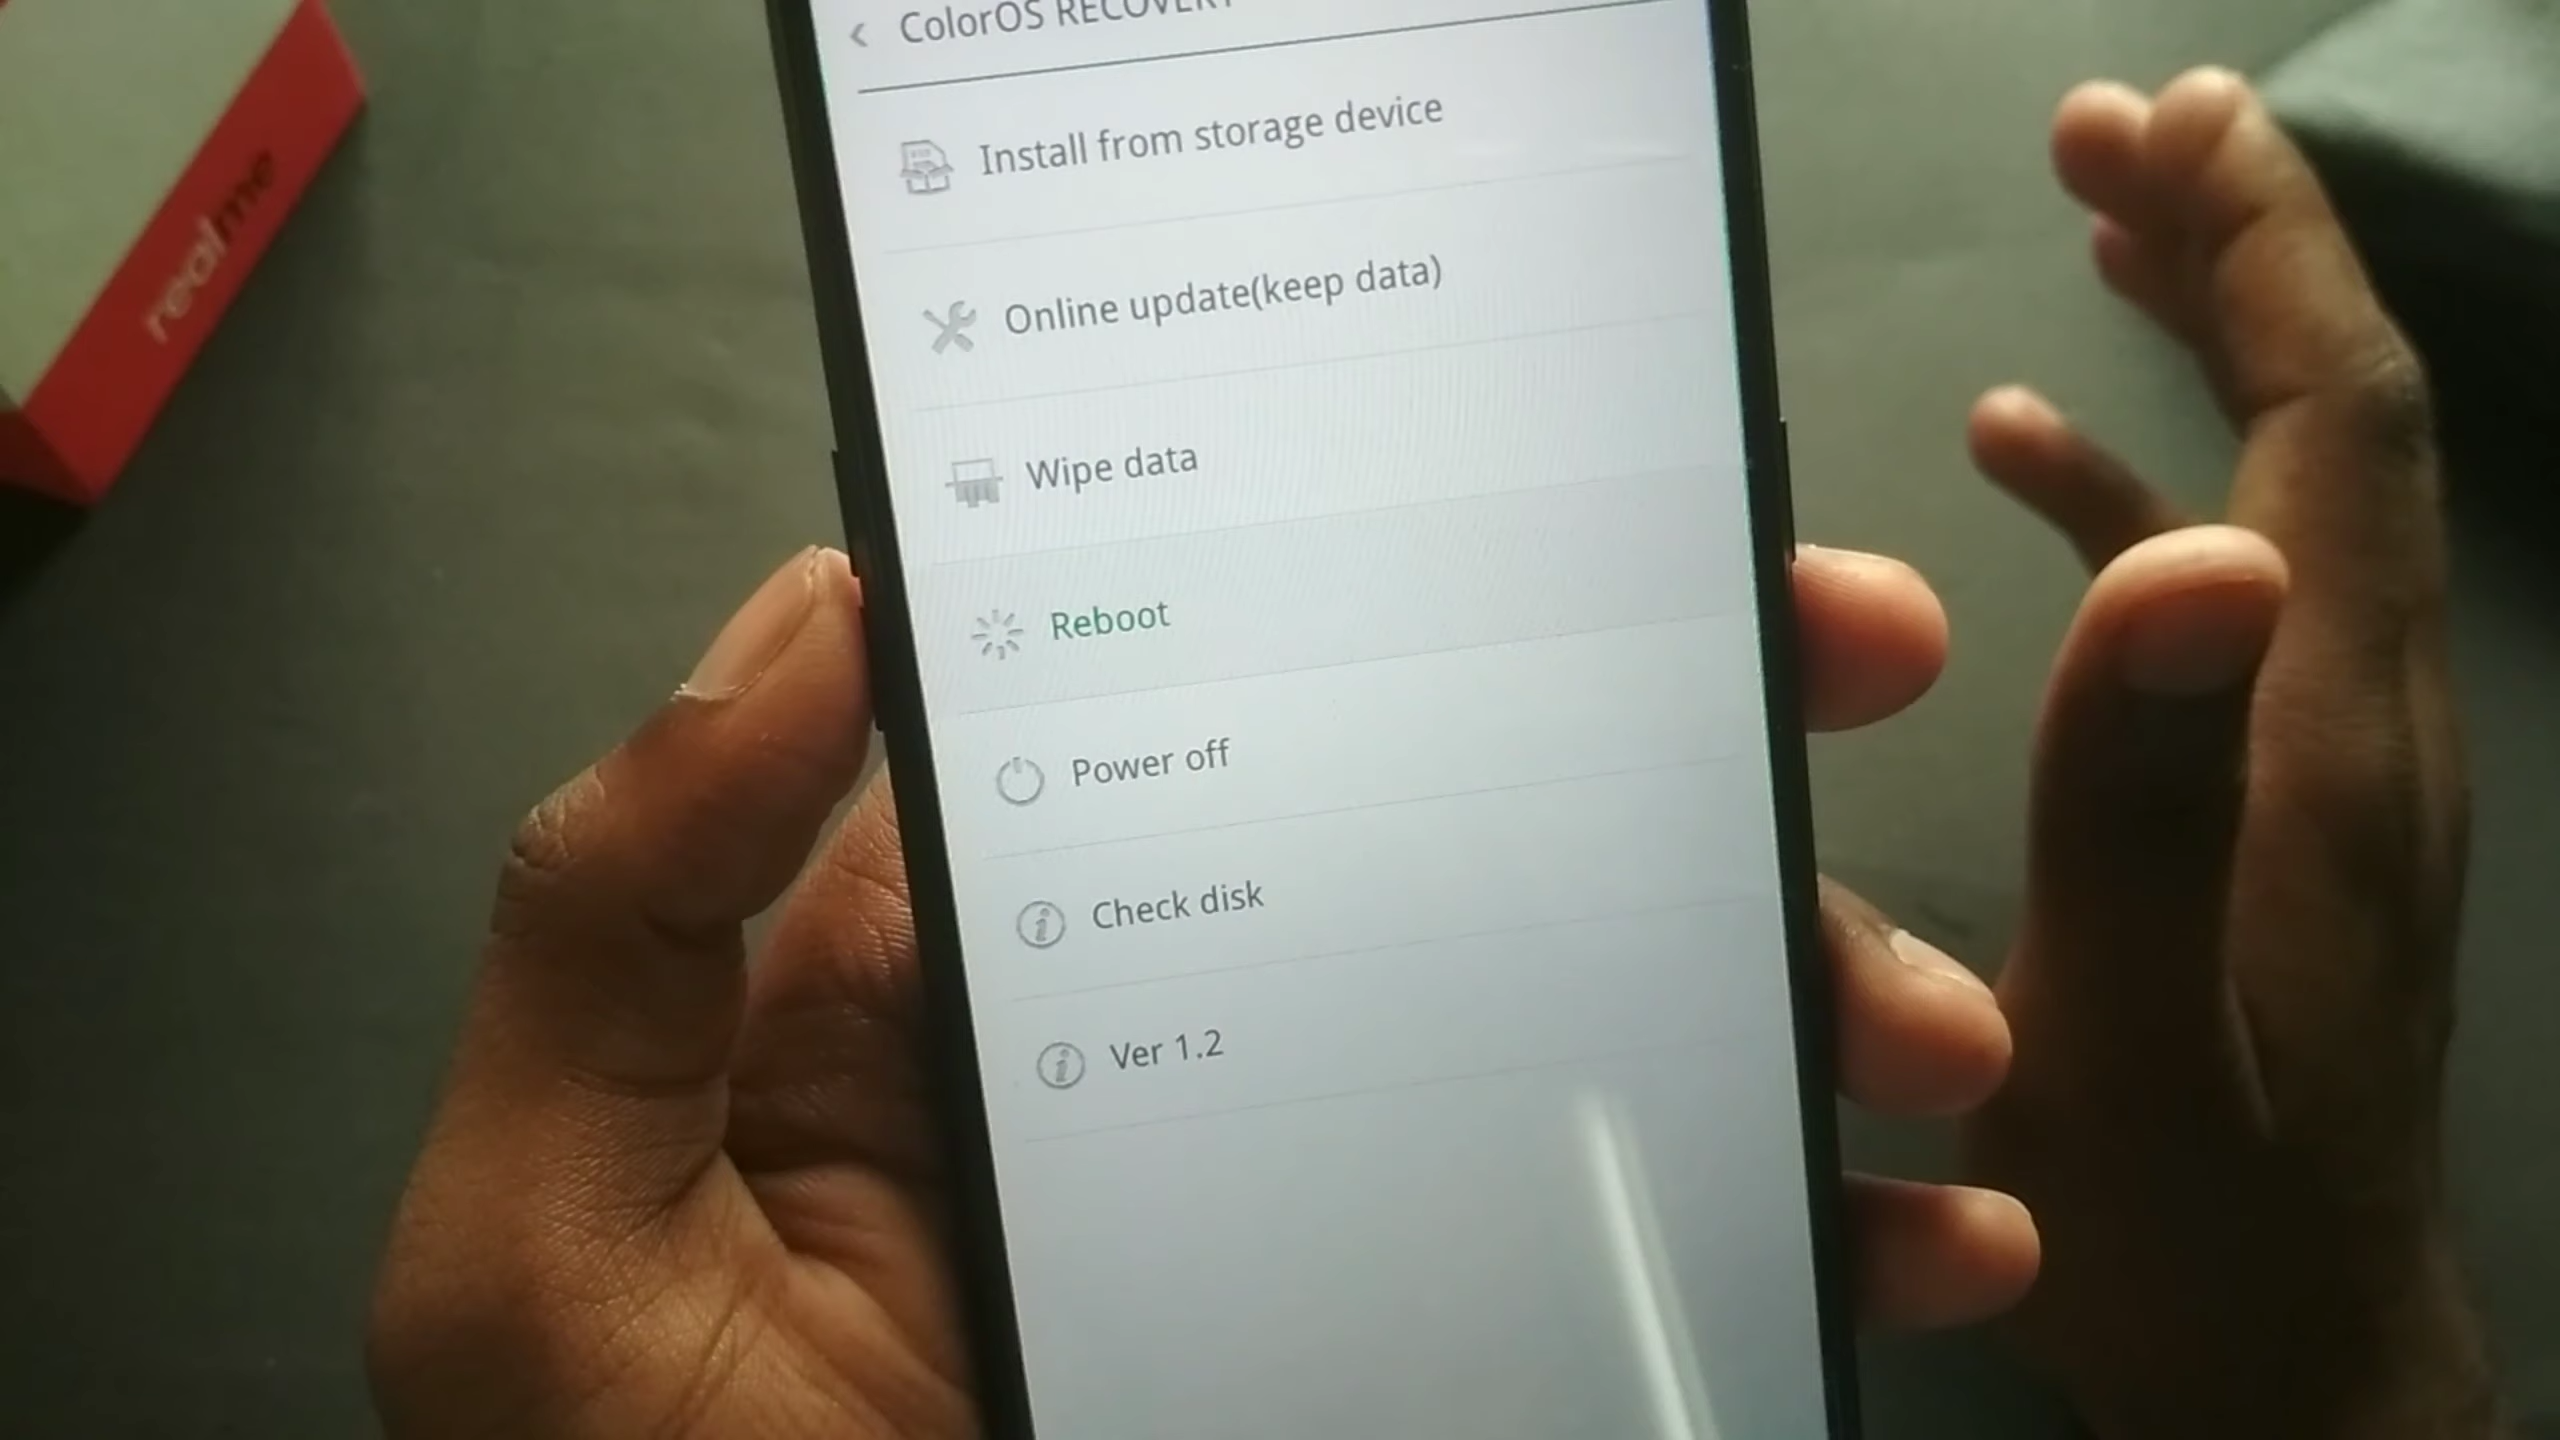 ColorOS RECOVERY
Install from storage device
Online update(keep data)
Wipe data
Reboot
Power off
Check disk
Ver 1.2
realme